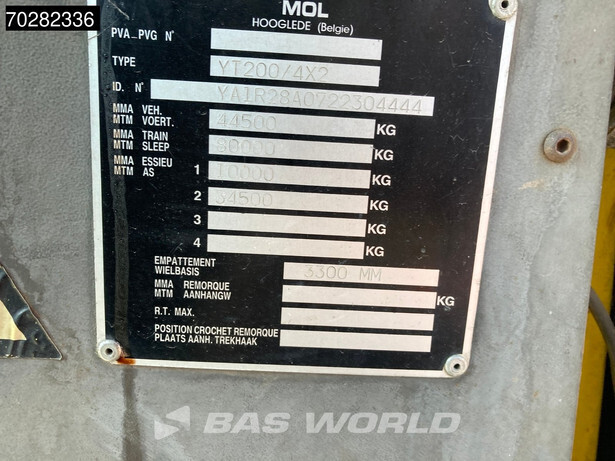 70282336
MOL
HOOGLEDE (Belgie)
PVA_PVG N°
TYPE YT200/4X2
ID. N° YA1R28A0722304444
MMA VEH.
MTM VOERT. 44500 KG
MMA TRAIN
MTM SLEEP 80000 KG
MMA ESSIEU
MTM AS 1 10000 KG
2 34500 KG
3 KG
4 KG
EMPATTEMENT
WIELBASIS 3300 MM
MMA REMORQUE
MTM AANHANGW KG
R.T. MAX.
POSITION CROCHET REMORQUE
PLAATS AANH. TREKHAAK
BAS WORLD